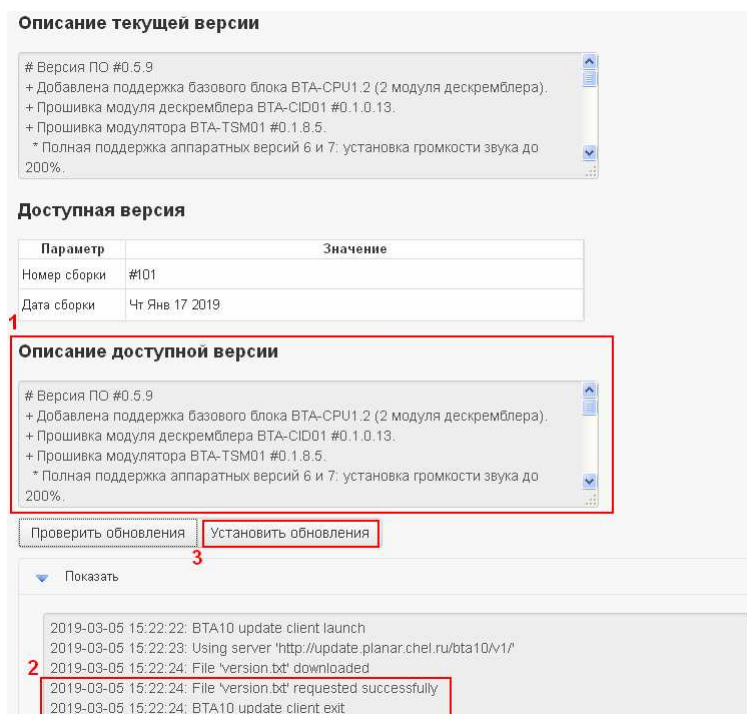 Описание текущей версии
# Версия ПО #0.5.9
+ Добавлена поддержка базового блока BTA-CPU1.2 (2 модуля дескремблера).
+ Прошивка модуля дескремблера BTA-CID01 #0.1.0.13.
+ Прошивка модулятора BTA-TSM01 #0.1.8.5.
* Полная поддержка аппаратных версий 6 и 7: установка громкости звука до
200%.
Доступная версия
Параметр Значение
Номер сборки #101
Дата сборки Чт Янв 17 2019
1
Описание доступной версии
# Версия ПО #0.5.9
+ Добавлена поддержка базового блока BTA-CPU1.2 (2 модуля дескремблера).
+ Прошивка модуля дескремблера BTA-CID01 #0.1.0.13.
+ Прошивка модулятора BTA-TSM01 #0.1.8.5.
* Полная поддержка аппаратных версий 6 и 7: установка громкости звука до
200%.
Проверить обновления Установить обновления
3
Показать
2019-03-05 15:22:22: BTA10 update client launch
2019-03-05 15:22:23: Using server 'http://update.planar.chel.ru/bta10/v1/'
2019-03-05 15:22:24: File 'version.txt' downloaded
2
2019-03-05 15:22:24: File 'version.txt' requested successfully
2019-03-05 15:22:24: BTA10 update client exit